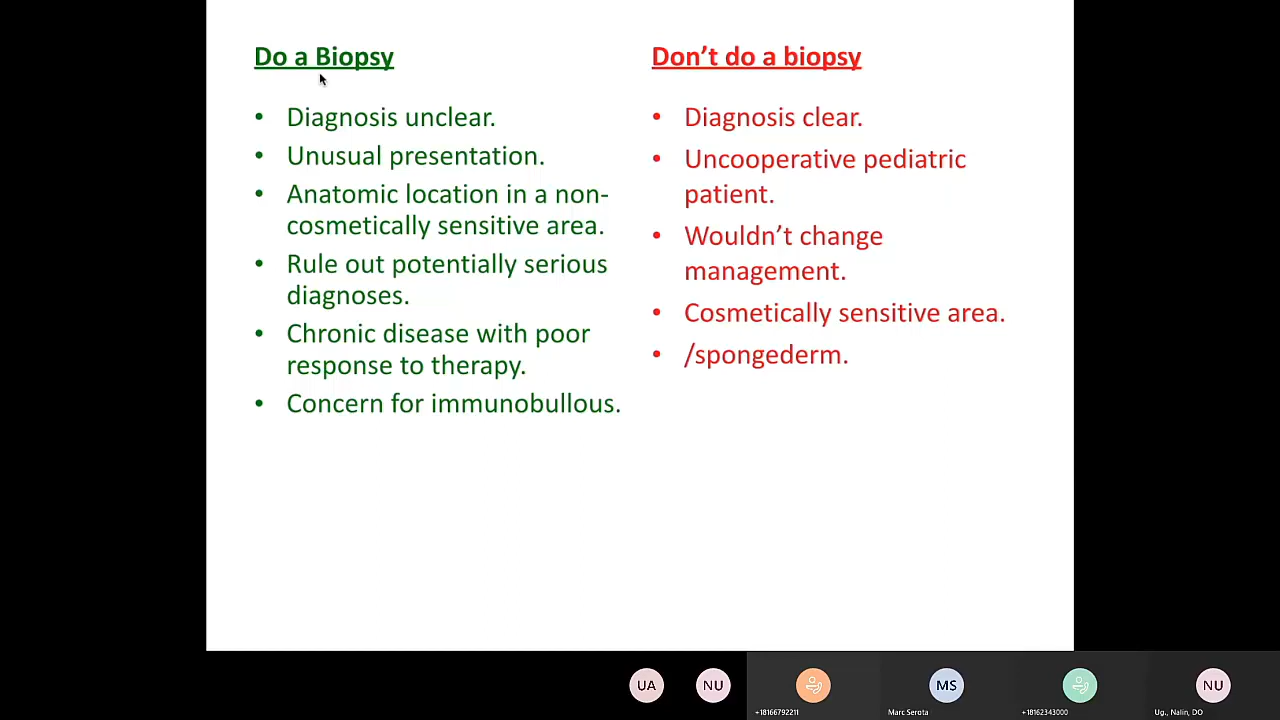 Do a Biopsy
• Diagnosis unclear.
• Unusual presentation.
• Anatomic location in a non-
cosmetically sensitive area.
• Rule out potentially serious
diagnoses.
• Chronic disease with poor
response to therapy.
• Concern for immunobullous.
Don’t do a biopsy
• Diagnosis clear.
• Uncooperative pediatric
patient.
• Wouldn’t change
management.
• Cosmetically sensitive area.
• /spongederm.
UA
NU
+18166792211
MS
Marc Serota
+18162343000
NU
Ug., Nalin, DO